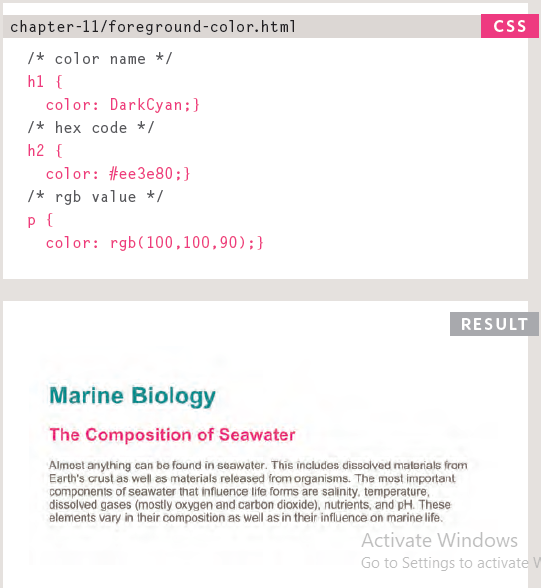 chapter-11/foreground-color.html
CSS
/* color name */
h1 {
color: DarkCyan;}
/* hex code */
h2 {
color: #ee3e80;}
/* rgb value */
p {
color: rgb(100,100,90);}
RESULT
Marine Biology
The Composition of Seawater
Almost anything can be found in seawater. This includes dissolved materials from
Earth's crust as well as materials released from organisms. The most important
components of seawater that influence life forms are salinity, temperature,
dissolved gases (mostly oxygen and carbon dioxide), nutrients, and pH. These
elements vary in their composition as well as in their influence on marine life.
Activate Windows
Go to Settings to activate W